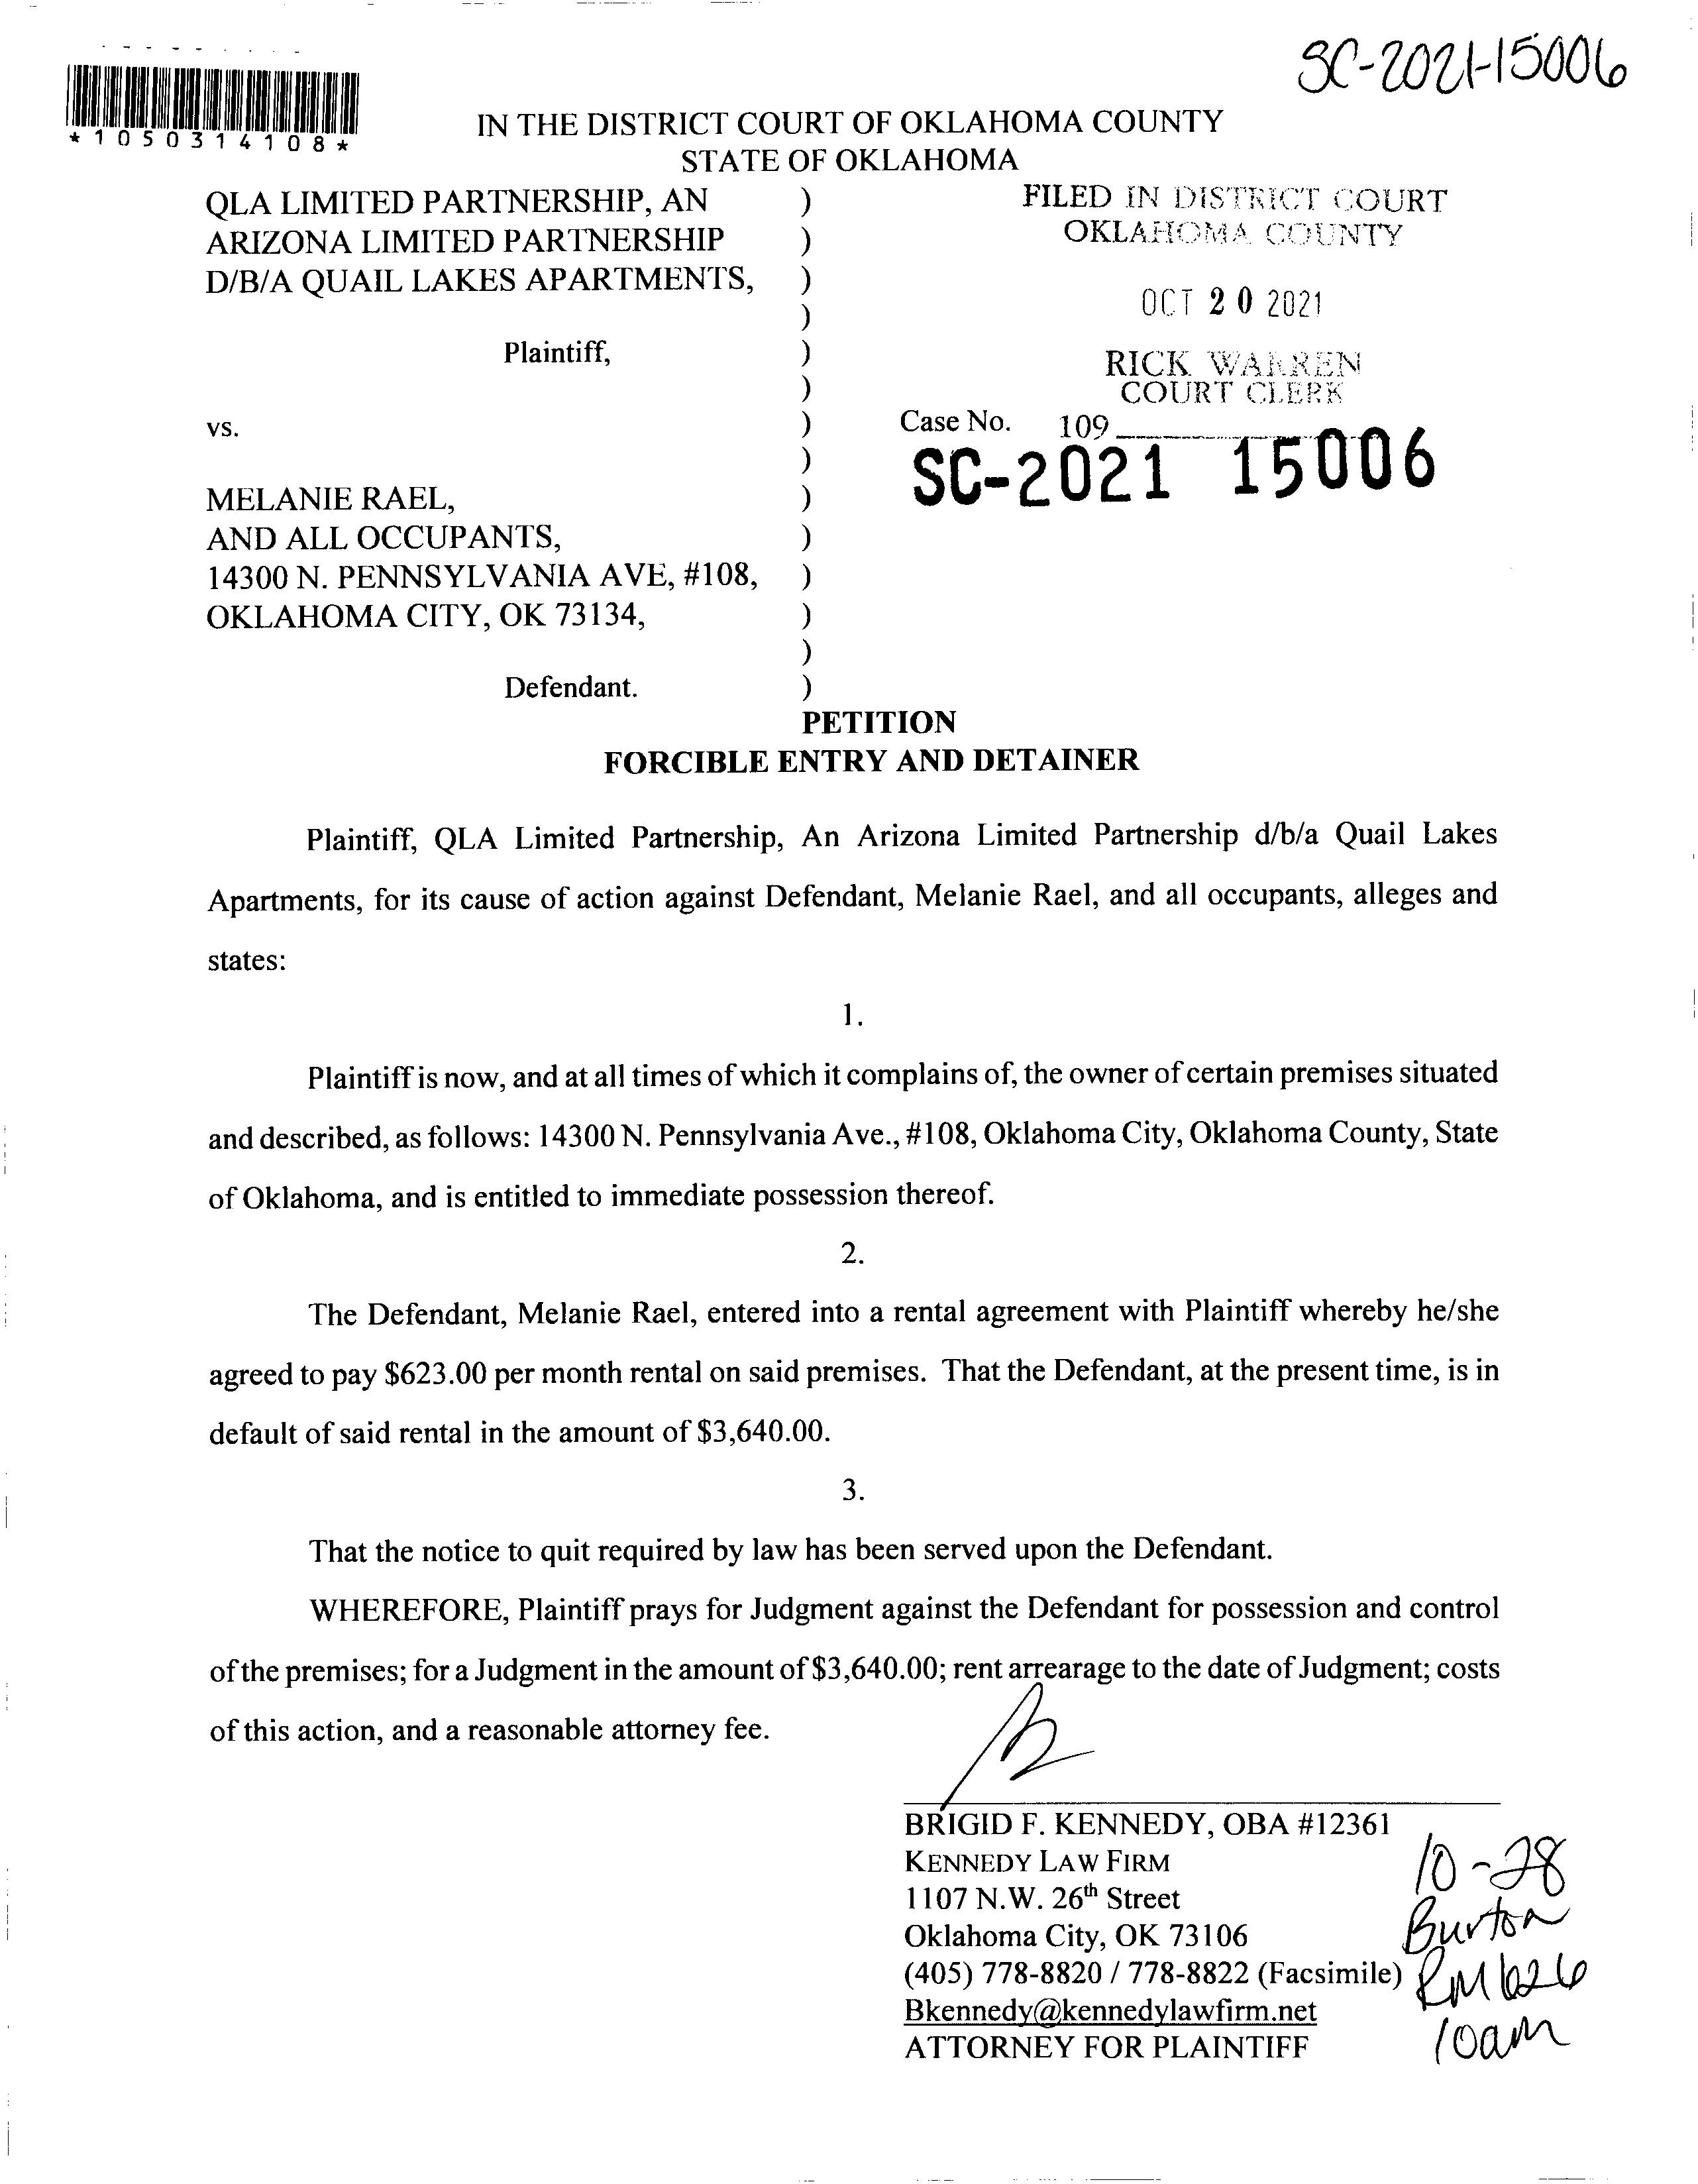 SC-2021-15006
*1050314108*
IN THE DISTRICT COURT OF OKLAHOMA COUNTY
STATE OF OKLAHOMA
QLA LIMITED PARTNERSHIP, AN )
ARIZONA LIMITED PARTNERSHIP )
D/B/A QUAIL LAKES APARTMENTS, )
)
Plaintiff, )
)
vs. )
)
MELANIE RAEL, )
AND ALL OCCUPANTS, )
14300 N. PENNSYLVANIA AVE, #108, )
OKLAHOMA CITY, OK 73134, )
)
Defendant. )
FILED IN DISTRICT COURT
OKLAHOMA COUNTY
OCT 20 2021
RICK WARREN
COURT CLERK
Case No. 109
SC-2021 15006
PETITION
FORCIBLE ENTRY AND DETAINER
Plaintiff, QLA Limited Partnership, An Arizona Limited Partnership d/b/a Quail Lakes
Apartments, for its cause of action against Defendant, Melanie Rael, and all occupants, alleges and
states:
1.
Plaintiff is now, and at all times of which it complains of, the owner of certain premises situated
and described, as follows: 14300 N. Pennsylvania Ave., #108, Oklahoma City, Oklahoma County, State
of Oklahoma, and is entitled to immediate possession thereof.
2.
The Defendant, Melanie Rael, entered into a rental agreement with Plaintiff whereby he/she
agreed to pay $623.00 per month rental on said premises. That the Defendant, at the present time, is in
default of said rental in the amount of $3,640.00.
3.
That the notice to quit required by law has been served upon the Defendant.
WHEREFORE, Plaintiff prays for Judgment against the Defendant for possession and control
of the premises; for a Judgment in the amount of $3,640.00; rent arrearage to the date of Judgment; costs
of this action, and a reasonable attorney fee.
BRIGID F. KENNEDY, OBA #12361
KENNEDY LAW FIRM
1107 N.W. 26th Street
Oklahoma City, OK 73106
(405) 778-8820 / 778-8822 (Facsimile)
Bkennedy@kennedylawfirm.net
ATTORNEY FOR PLAINTIFF
10-28
Burton
RM 626
10am